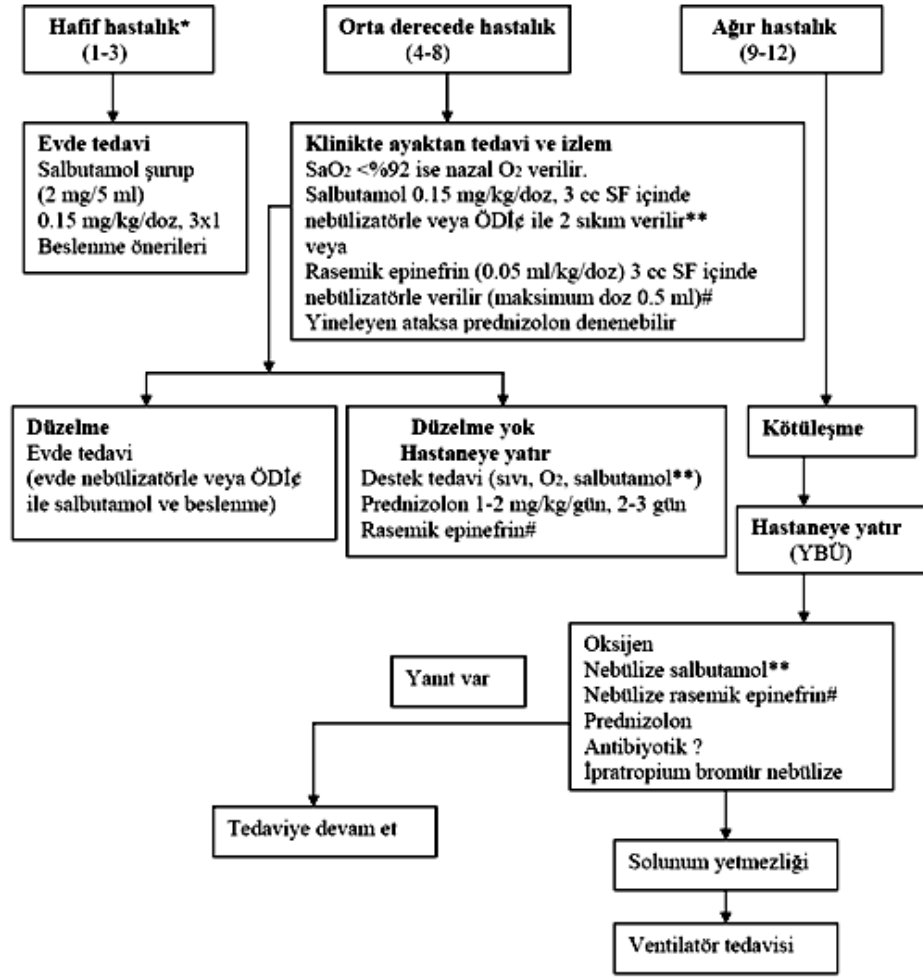 Hafif hastalık*
(1-3)
Orta derecede hastalık
(4-8)
Ağır hastalık
(9-12)
Evde tedavi
Salbutamol şurup
(2 mg/5 ml)
0.15 mg/kg/doz, 3x1
Beslenme önerileri
Klinikte ayaktan tedavi ve izlem
SaO₂ <%92 ise nazal O₂ verilir.
Salbutamol 0.15 mg/kg/doz, 3 cc SF içinde
nebülizatörle veya ÖDİ¢ ile 2 sıkım verilir**
veya
Rasemik epinefrin (0.05 ml/kg/doz) 3 cc SF içinde
nebülizatörle verilir (maksimum doz 0.5 ml)#
Yineleyen ataksa prednizolon denenebilir
Düzelme
Evde tedavi
(evde nebülizatörle veya ÖDİ¢
ile salbutamol ve beslenme)
Düzelme yok
Hastaneye yatır
Destek tedavi (sıvı, O₂, salbutamol**)
Prednizolon 1-2 mg/kg/gün, 2-3 gün
Rasemik epinefrin#
Kötüleşme
Hastaneye yatır
(YBÜ)
Oksijen
Nebülize salbutamol**
Nebülize rasemik epinefrin#
Prednizolon
Antibiyotik ?
İpratropium bromür nebülize
Yanıt var
Tedaviye devam et
Solunum yetmezliği
Ventilatör tedavisi